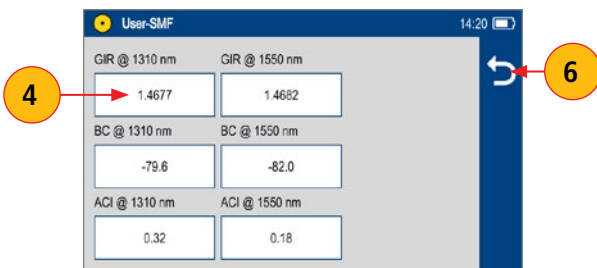 User-SMF 14:20
GIR @ 1310 nm GIR @ 1550 nm
4 1.4677 1.4682 6
BC @ 1310 nm BC @ 1550 nm
-79.6 -82.0
ACI @ 1310 nm ACI @ 1550 nm
0.32 0.18